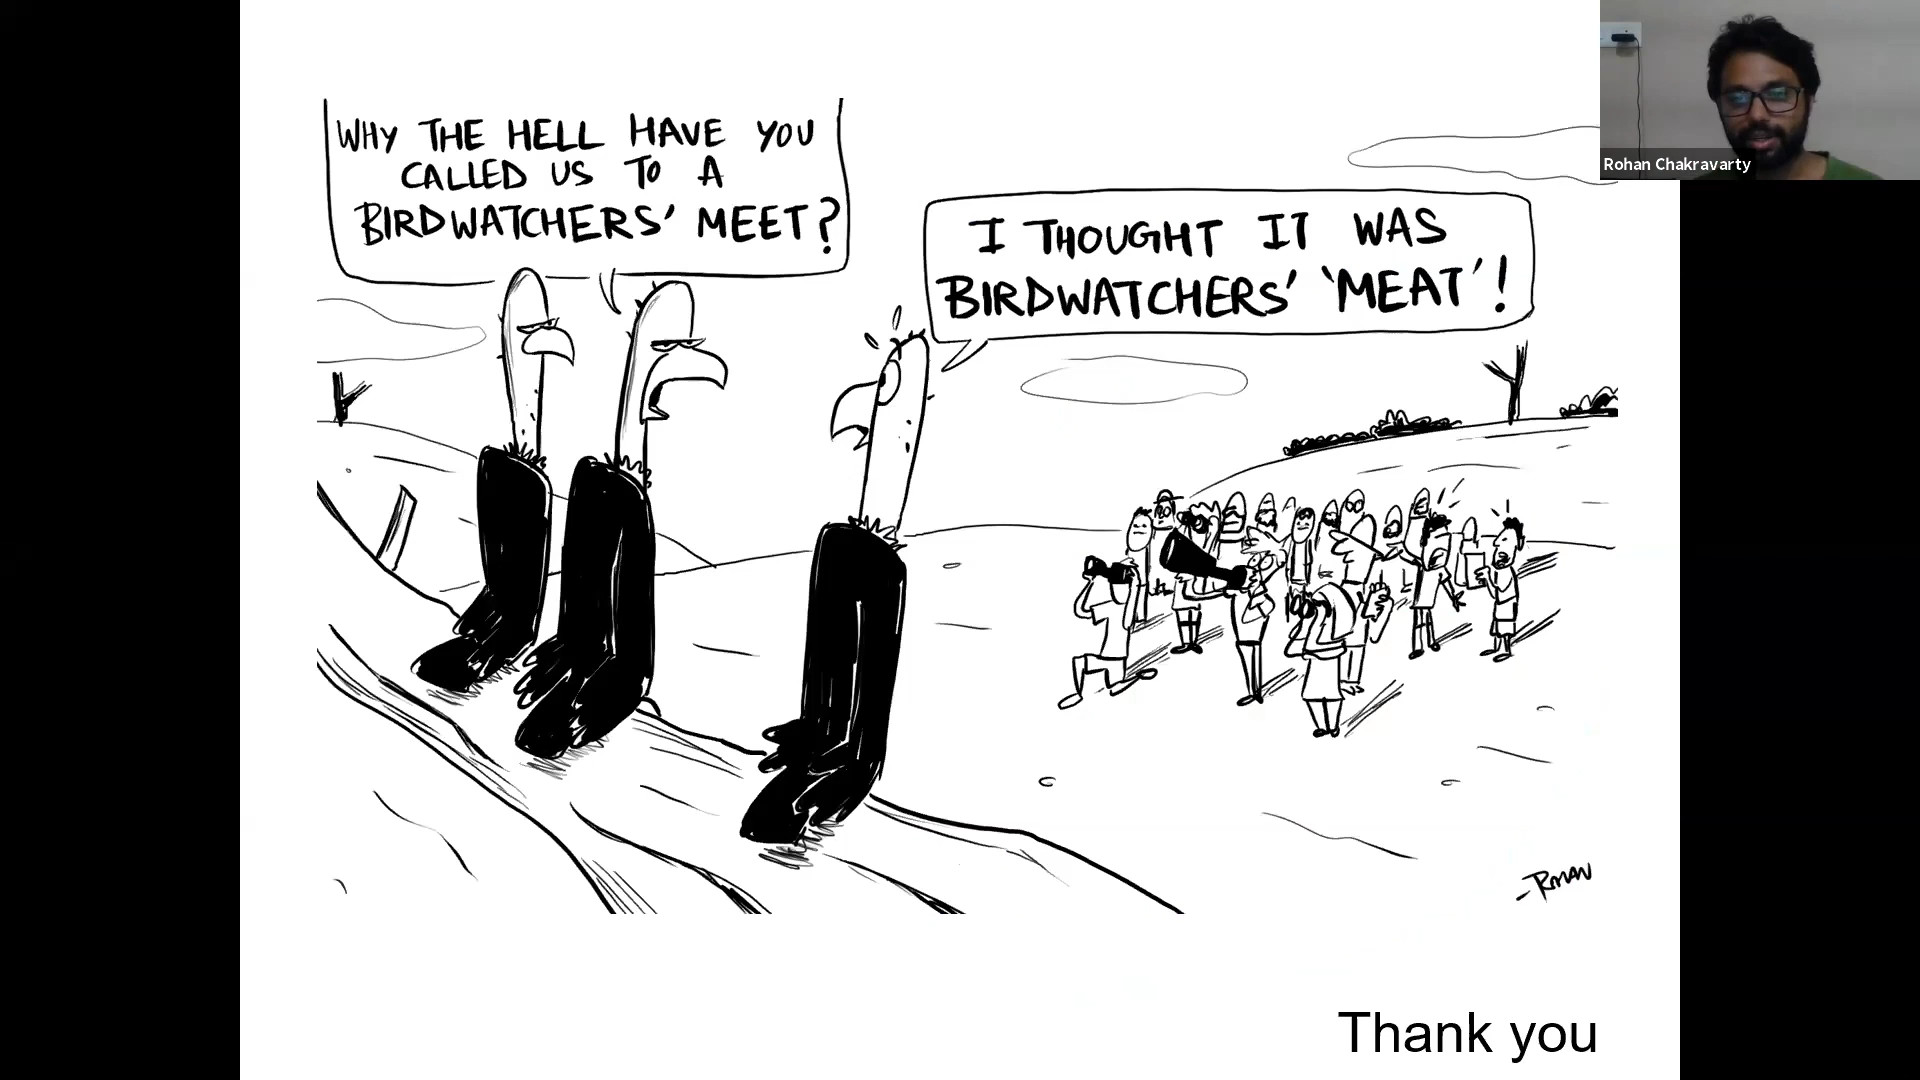 WHY THE HELL HAVE YOU
CALLED US TO A
BIRDWATCHERS' MEET?
I THOUGHT IT WAS
BIRDWATCHERS' 'MEAT'!
Rohan Chakravarty
-RMAN
Thank you